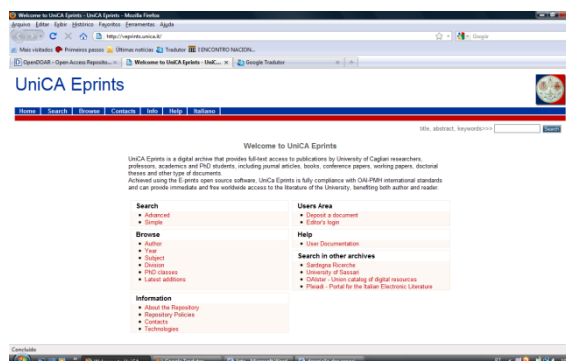 Welcome to UniCA Eprints - UniCA Eprints - Mozilla Firefox
Arquivo Editar Exibir Histórico Favoritos Ferramentas Ajuda
http://veprints.unica.it/
Google
Mais visitados Primeiros passos Últimas notícias Tradutor I ENCONTRO NACION...
OpenDOAR - Open Access Reposito... Welcome to UniCA Eprints - UniC... Google Tradutor
UniCA Eprints
Home Search Browse Contacts Info Help Italiano
title, abstract, keywords>>> Search
Welcome to UniCA Eprints
UniCA Eprints is a digital archive that provides full-text access to publications by University of Cagliari researchers,
professors, academics and PhD students, including journal articles, books, conference papers, working papers, doctorial
theses and other type of documents.
Achieved using the E-prints open source software, UniCa Eprints is fully compliance with OAI-PMH international standards
and can provide immediate and free worldwide access to the literature of the University, benefiting both author and reader.
Search
Advanced
Simple
Browse
Author
Year
Subject
Division
PhD classes
Latest additions
Information
About the Repository
Repository Policies
Contacts
Technologies
Users Area
Deposit a document
Editor's login
Help
User Documentation
Search in other archives
Sardegna Ricerche
University of Sassari
OAIster - Union catalog of digital resources
Pleiadi - Portal for the Italian Electronic Literature
Concluído